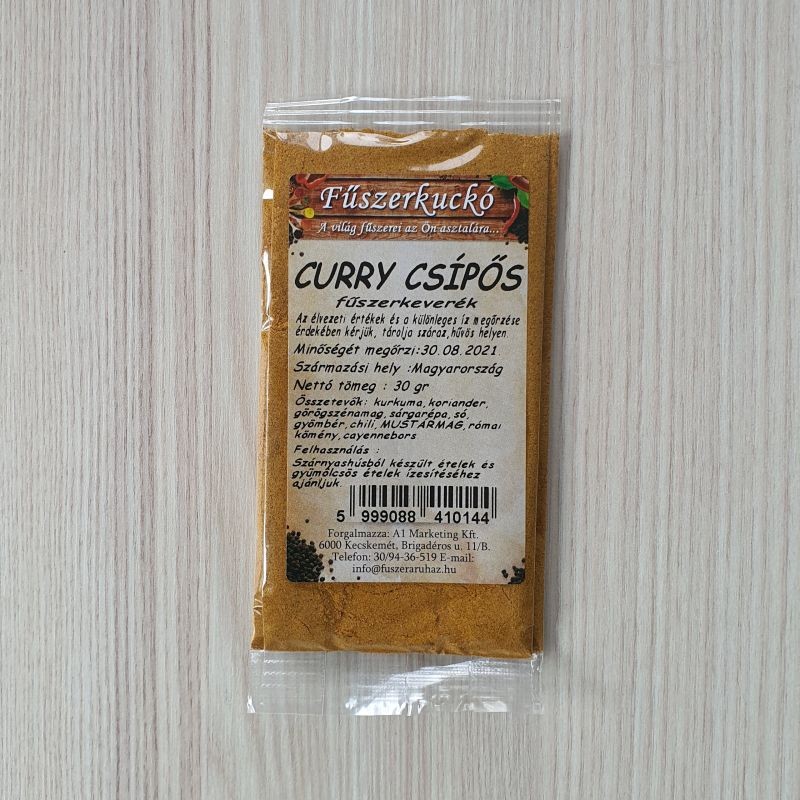 Fűszerkuckó
A világ fűszerei az Ön asztalára...
CURRY CSÍPŐS
fűszerkeverék
Az élvezeti értékek és a különleges íz megőrzése
érdekében kérjük, tárolja száraz,hűvös helyen.
Minőségét megőrzi:30.08.2021.
Származási hely :Magyarország
Nettó tömeg : 30 gr
Összetevők: kurkuma,koriander,
görögszénamag,sárgarépa,só,
gyömbér,chili,MUSTÁRMAG,római
kömény,cayennebors
Felhasználás :
Szárnyashúsból készült ételek és
gyümölcsös ételek ízesítéséhez
ajánljuk.
5 999088 410144
Forgalmazza: A1 Marketing Kft.
6000 Kecskemét, Brigadéros u. 11/B.
Telefon: 30/94-36-519 E-mail:
info@fuszeraruhaz.hu